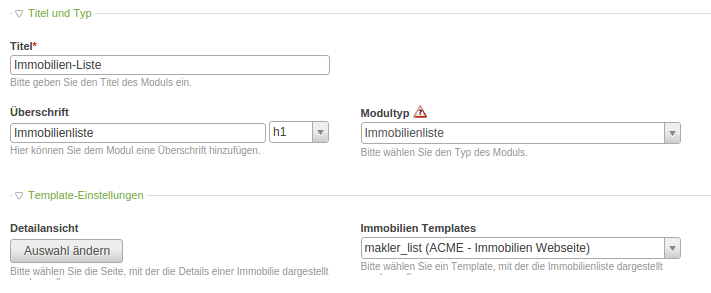 Titel und Typ
Titel*
Immobilien-Liste
Bitte geben Sie den Titel des Moduls ein.
Überschrift
Modultyp
Immobilienliste
h1
Immobilienliste
Hier können Sie dem Modul eine Überschrift hinzufügen.
Bitte wählen Sie den Typ des Moduls.
Template-Einstellungen
Detailansicht
Immobilien Templates
Auswahl ändern
makler_list (ACME - Immobilien Webseite)
Bitte wählen Sie die Seite, mit der die Details einer Immobilie dargestellt
Bitte wählen Sie ein Template, mit der die Immobilienliste dargestellt